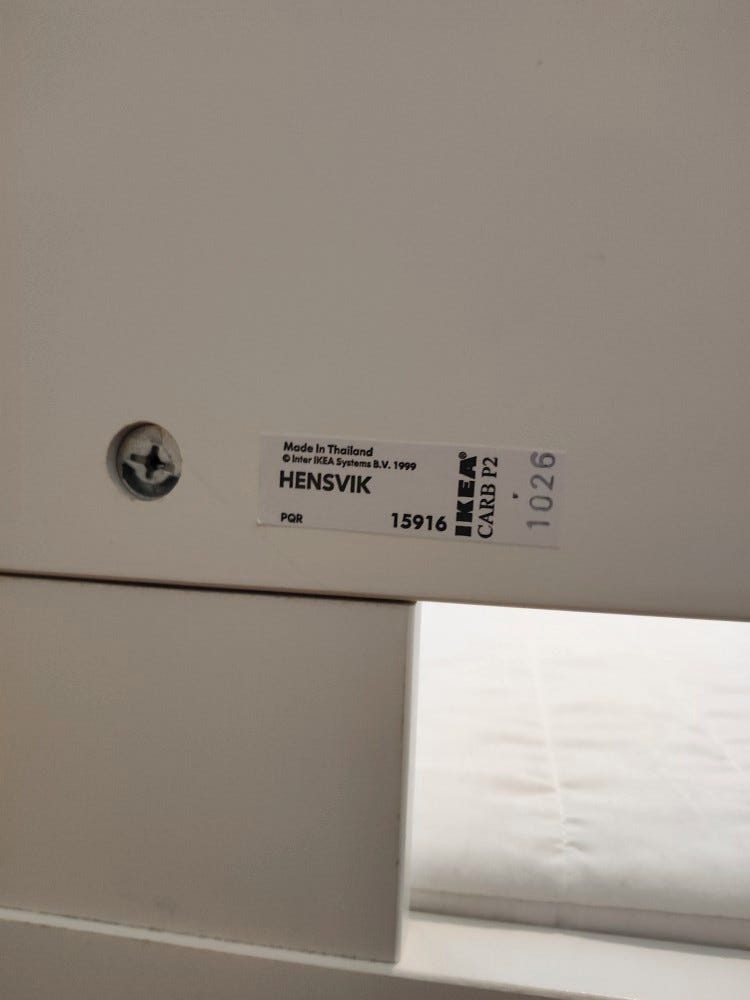 Made In Thailand
© Inter IKEA Systems B.V. 1999
HENSVIK
PQR 15916
IKEA®
CARB P2
1026